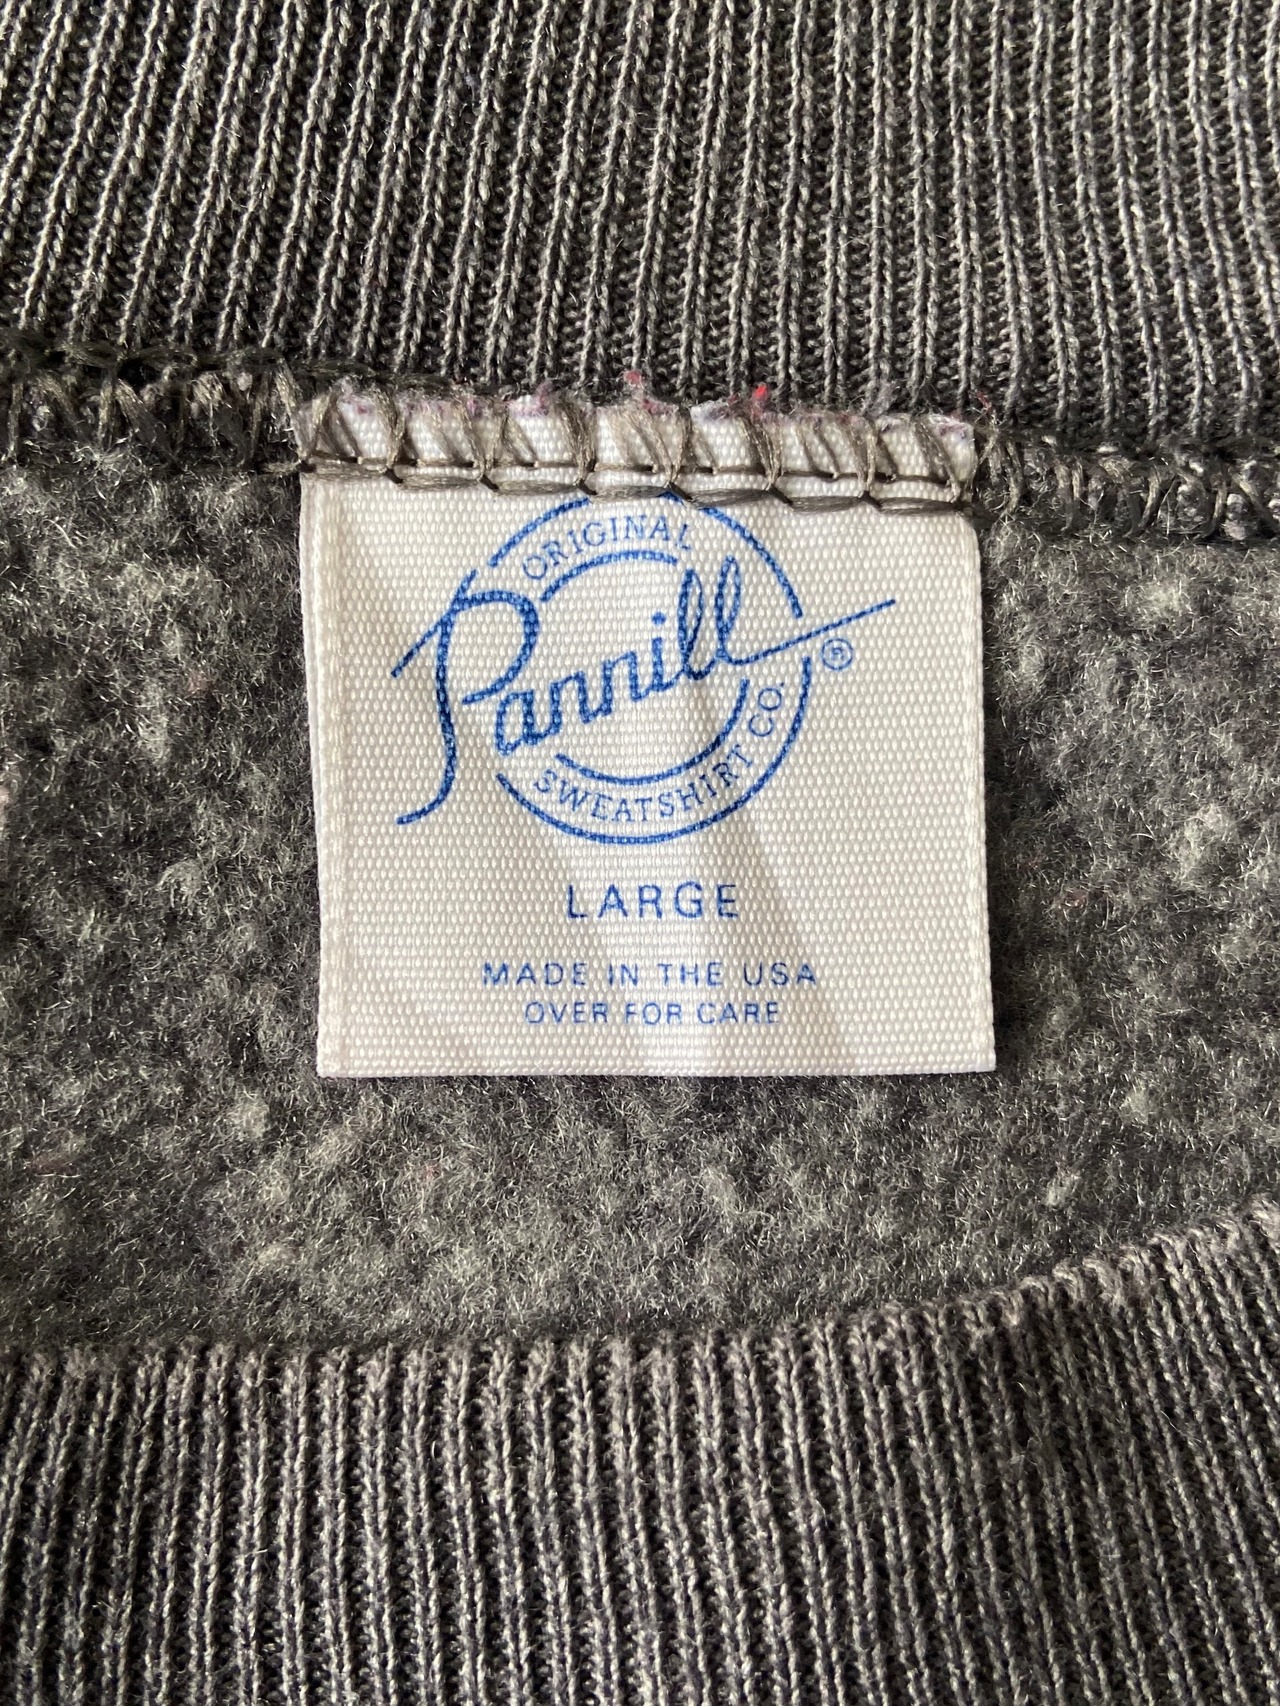 ORIGINAL
Pannill
®
SWEATSHIRT CO.
LARGE
MADE IN THE USA
OVER FOR CARE